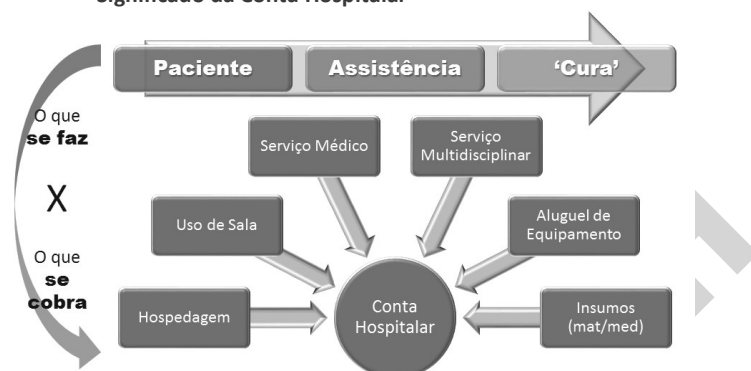 Significado da Conta Hospitalar
Paciente
Assistência
‘Cura’
O que
se faz
X
O que
se
cobra
Serviço Médico
Serviço
Multidisciplinar
Uso de Sala
Aluguel de
Equipamento
Hospedagem
Conta
Hospitalar
Insumos
(mat/med)